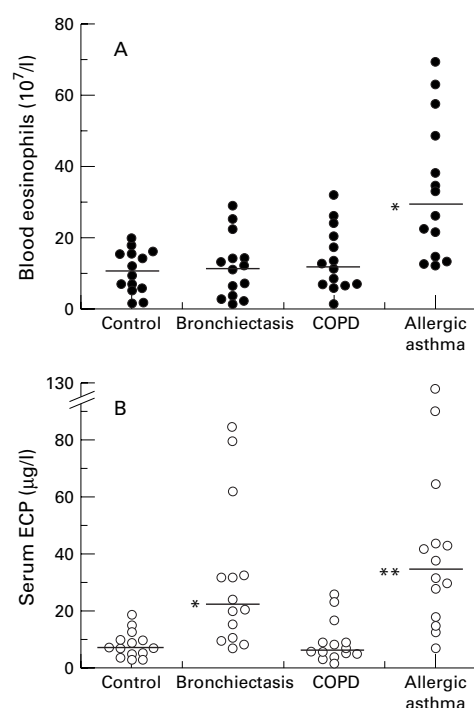 80
A
60
Blood eosinophils (10⁷/l)
40
*
20
0
Control Bronchiectasis COPD Allergic
asthma
130
B
80
Serum ECP (µg/l)
60
40
**
*
20
0
Control Bronchiectasis COPD Allergic
asthma